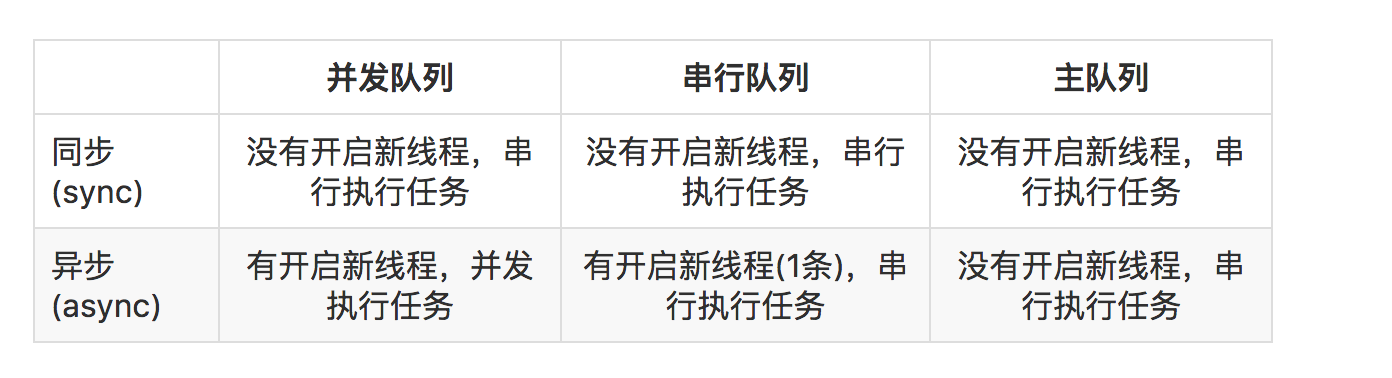 并发队列 串行队列 主队列
同步 (sync)
没有开启新线程，串
行执行任务
没有开启新线程，串行
执行任务
没有开启新线程，串
行执行任务
异步 (async)
有开启新线程，并发
执行任务
有开启新线程(1条)，串
行执行任务
没有开启新线程，串
行执行任务